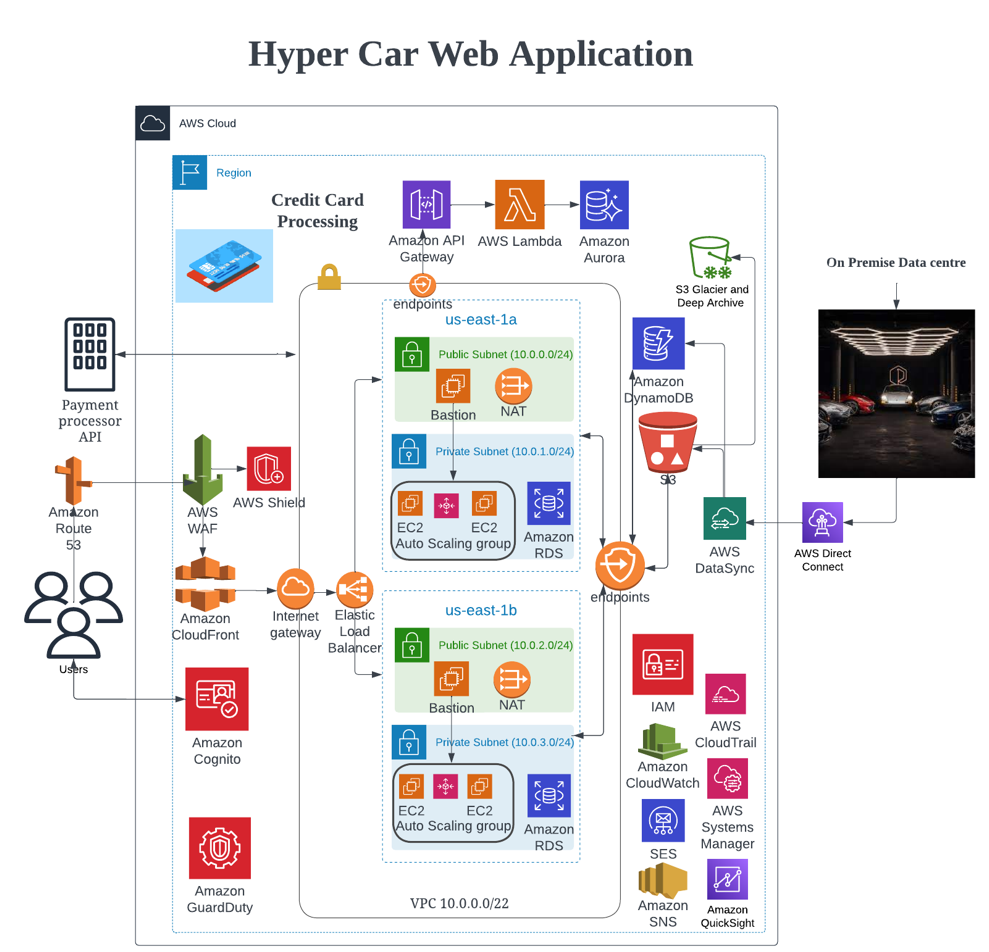 Hyper Car Web Application
AWS Cloud
Region
Credit Card
Processing
Amazon API
Gateway
AWS Lambda
Amazon
Aurora
endpoints
S3 Glacier and
Deep Archive
On Premise Data centre
us-east-1a
Public Subnet (10.0.0.0/24)
Bastion
NAT
Private Subnet (10.0.1.0/24)
EC2
EC2
Auto Scaling group
Amazon
RDS
Amazon
DynamoDB
S3
Payment
processor
API
Amazon
Route
53
AWS
WAF
AWS Shield
AWS
DataSync
AWS Direct
Connect
Users
Amazon
CloudFront
Internet
gateway
Elastic
Load
Balancer
endpoints
us-east-1b
Public Subnet (10.0.2.0/24)
Bastion
NAT
Private Subnet (10.0.3.0/24)
EC2
EC2
Auto Scaling group
Amazon
RDS
Amazon
Cognito
Amazon
GuardDuty
IAM
AWS
CloudTrail
Amazon
CloudWatch
AWS
Systems
Manager
SES
Amazon
SNS
Amazon
QuickSight
VPC 10.0.0.0/22